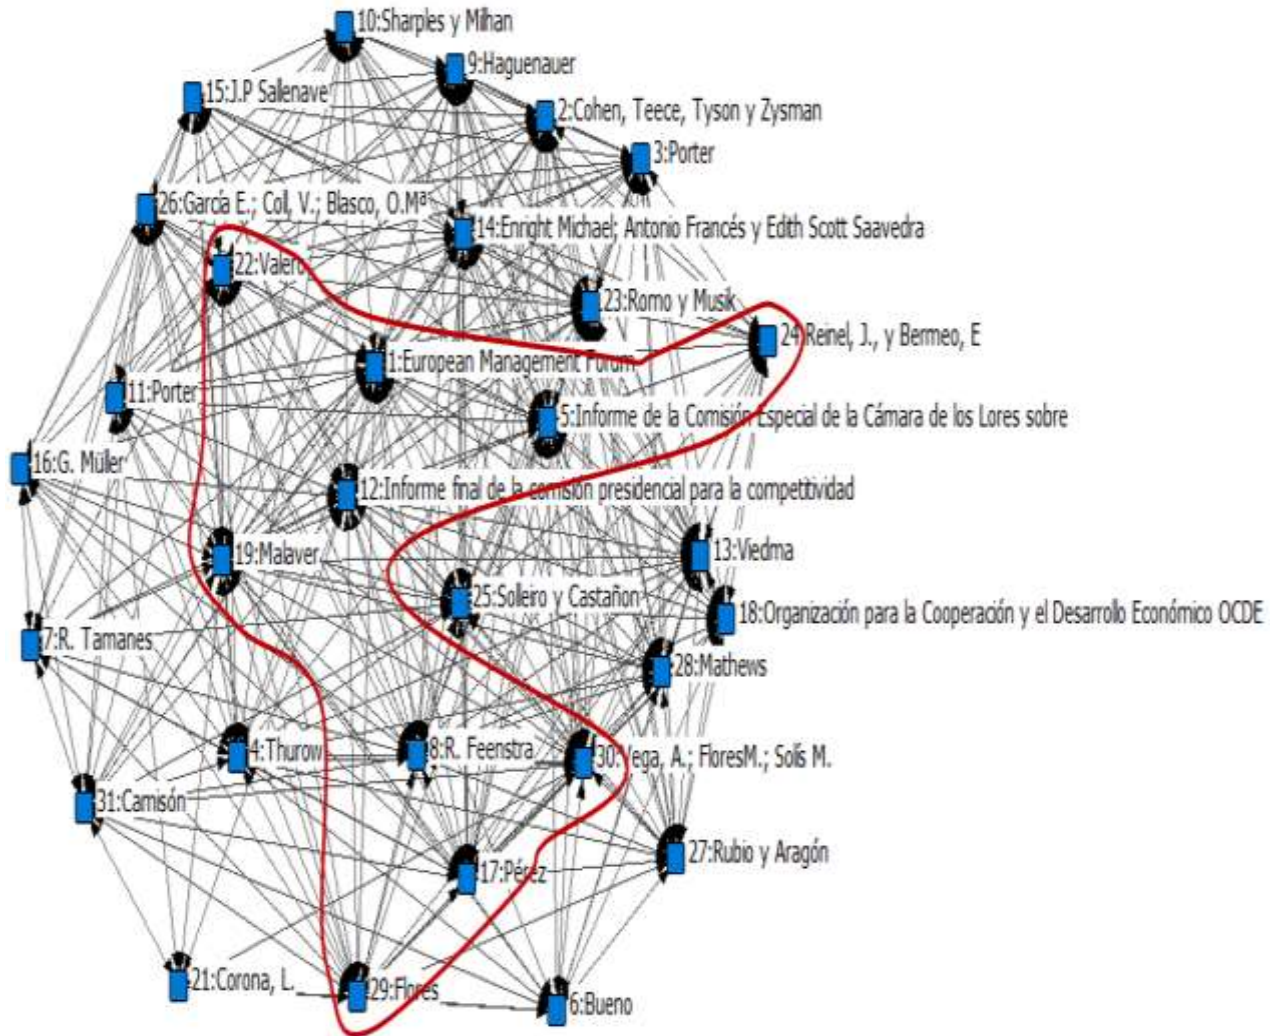 10:Sharples y Milhan
9:Haguenauer
15:J.P Sallenave
2:Cohen, Teece, Tyson y Zysman
3:Porter
26:García E.; Coll, V.; Blasco, O.Mª
14:Enright Michael; Antonio Francés y Edith Scott Saavedra
22:Valero
23:Romo y Musik
24:Reinel, J., y Bermeo, E
1:European Management Forum
11:Porter
5:Informe de la Comisión Especial de la Cámara de los Lores sobre
16:G. Müller
12:Informe final de la comisión presidencial para la competitividad
19:Malaver
13:Viedma
25:Solleiro y Castañon
18:Organización para la Cooperación y el Desarrollo Económico OCDE
7:R. Tamanes
28:Mathews
4:Thurow
8:R. Feenstra
30:Vega, A.; FloresM.; Solís M.
31:Camisón
27:Rubio y Aragón
17:Pérez
21:Corona, L.
29:Flores
6:Bueno